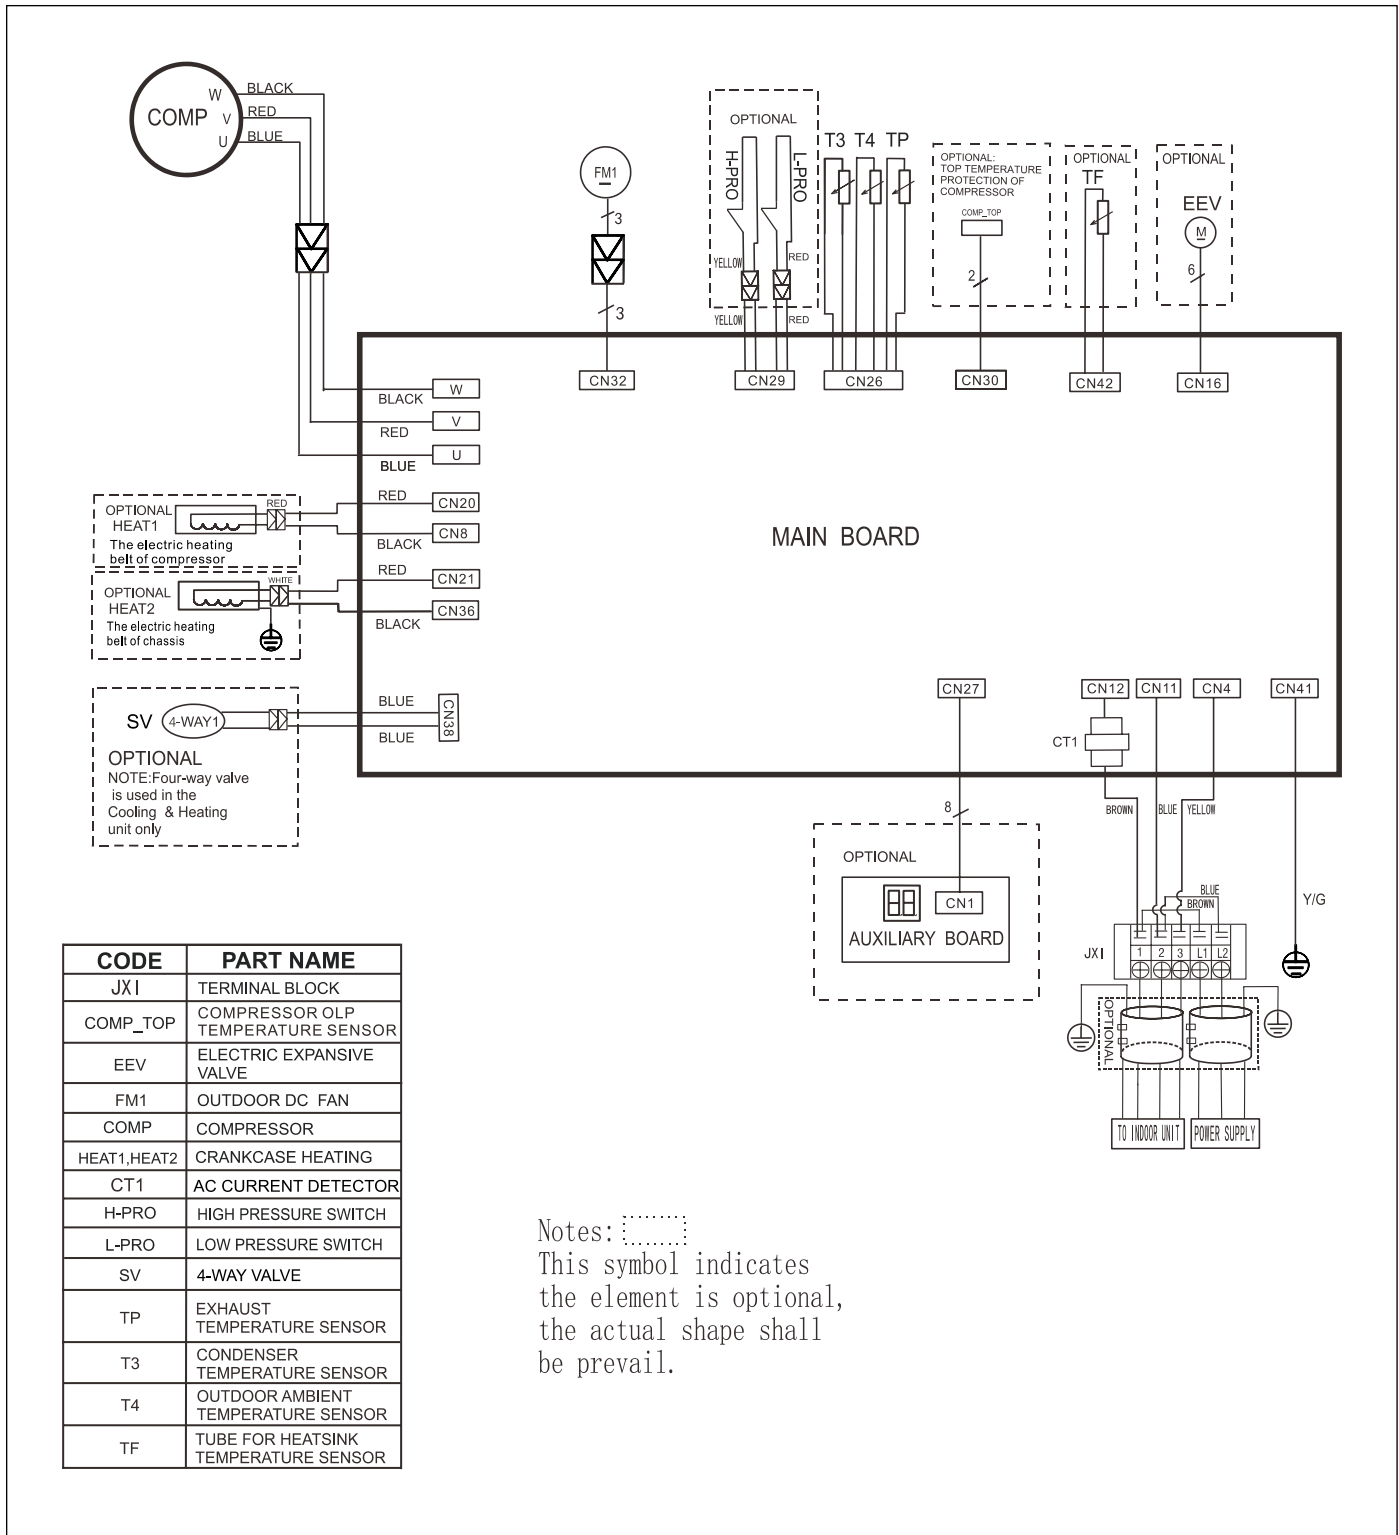 COMP
W
BLACK
V
RED
U
BLUE
FM1
3
3
OPTIONAL
H-PRO
L-PRO
YELLOW
RED
YELLOW
RED
T3 T4 TP
OPTIONAL:
TOP TEMPERATURE
PROTECTION OF
COMPRESSOR
COMP_TOP
2
OPTIONAL
TF
OPTIONAL
EEV
M
6
CN32
CN29
CN26
CN30
CN42
CN16
W
BLACK
V
RED
U
BLUE
OPTIONAL
HEAT1
RED
The electric heating
belt of compressor
RED
CN20
CN8
BLACK
OPTIONAL
HEAT2
WHITE
The electric heating
belt of chassis
RED
CN21
CN36
BLACK
MAIN BOARD
SV
4-WAY1
OPTIONAL
NOTE:Four-way valve
is used in the
Cooling & Heating
unit only
BLUE
CN38
BLUE
CN27
CN12
CN11
CN4
CN41
CT1
8
BROWN
BLUE
YELLOW
Y/G
OPTIONAL
CN1
AUXILIARY BOARD
BLUE
BROWN
JX1
1 2 3 L1 L2
OPTIONAL
TO INDOOR UNIT
POWER SUPPLY
CODE PART NAME
JX1 TERMINAL BLOCK
COMP_TOP COMPRESSOR OLP
TEMPERATURE SENSOR
EEV ELECTRIC EXPANSIVE
VALVE
FM1 OUTDOOR DC FAN
COMP COMPRESSOR
HEAT1,HEAT2 CRANKCASE HEATING
CT1 AC CURRENT DETECTOR
H-PRO HIGH PRESSURE SWITCH
L-PRO LOW PRESSURE SWITCH
SV 4-WAY VALVE
TP EXHAUST
TEMPERATURE SENSOR
T3 CONDENSER
TEMPERATURE SENSOR
T4 OUTDOOR AMBIENT
TEMPERATURE SENSOR
TF TUBE FOR HEATSINK
TEMPERATURE SENSOR
Notes:
This symbol indicates
the element is optional,
the actual shape shall
be prevail.